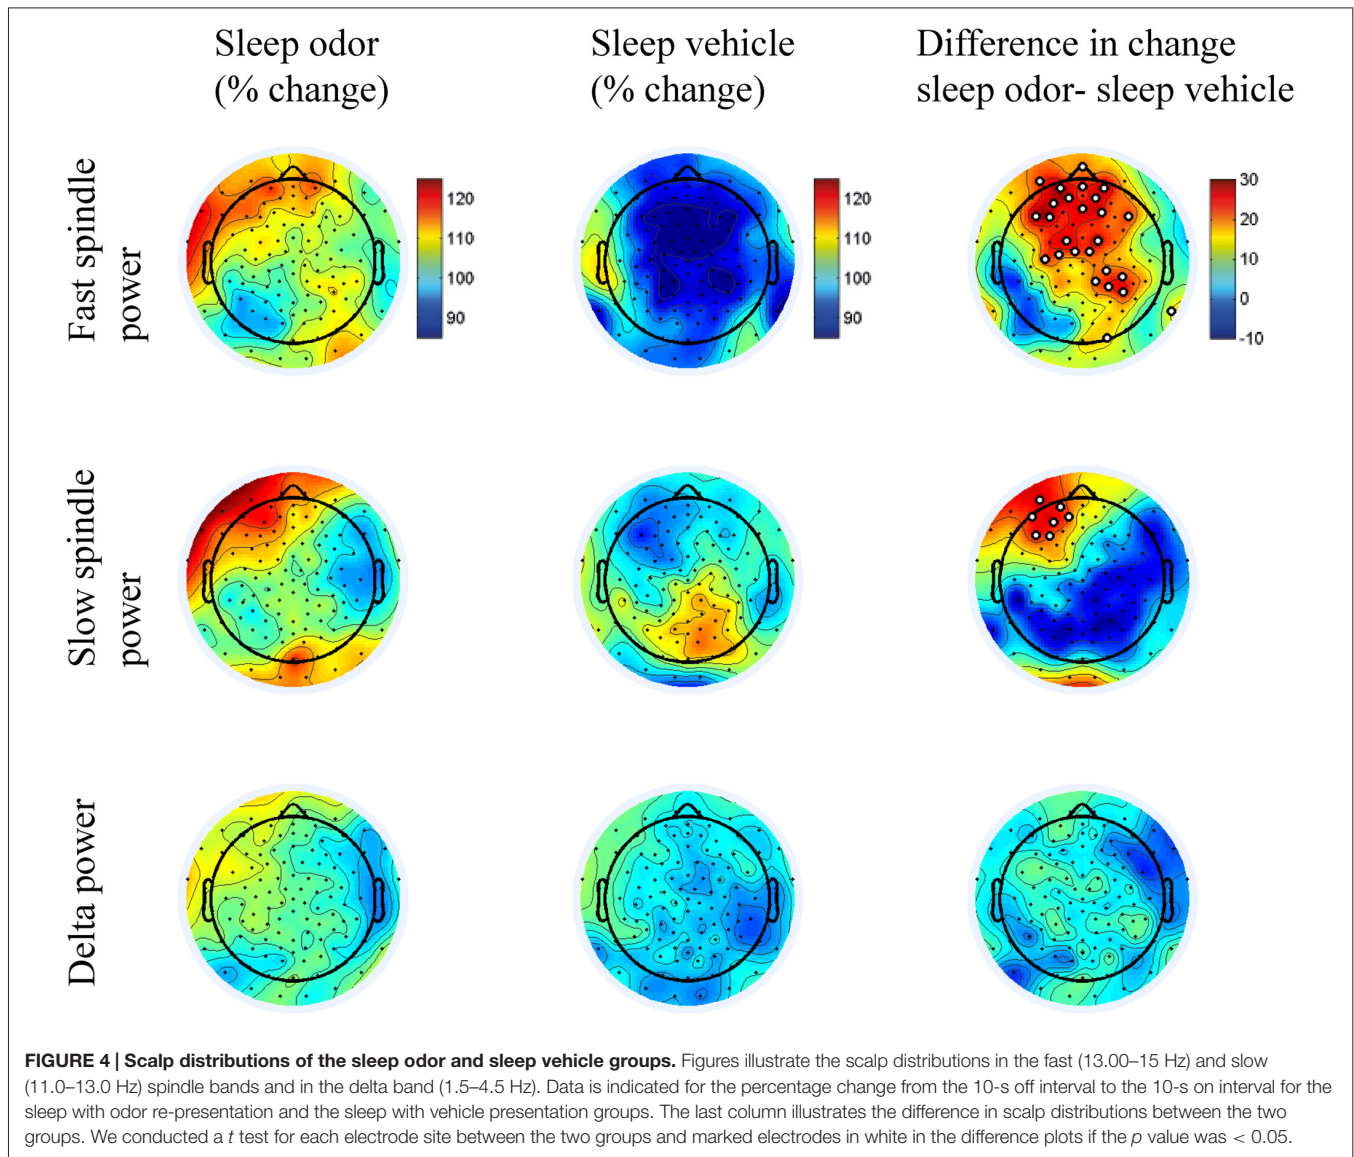 Sleep odor
(% change)
Sleep vehicle
(% change)
Difference in change
sleep odor- sleep vehicle
Fast spindle
power
120
110
100
90
120
110
100
90
30
20
10
0
-10
Slow spindle
power
Delta power
FIGURE 4 | Scalp distributions of the sleep odor and sleep vehicle groups. Figures illustrate the scalp distributions in the fast (13.00–15 Hz) and slow
(11.0–13.0 Hz) spindle bands and in the delta band (1.5–4.5 Hz). Data is indicated for the percentage change from the 10-s off interval to the 10-s on interval for the
sleep with odor re-presentation and the sleep with vehicle presentation groups. The last column illustrates the difference in scalp distributions between the two
groups. We conducted a t test for each electrode site between the two groups and marked electrodes in white in the difference plots if the p value was < 0.05.